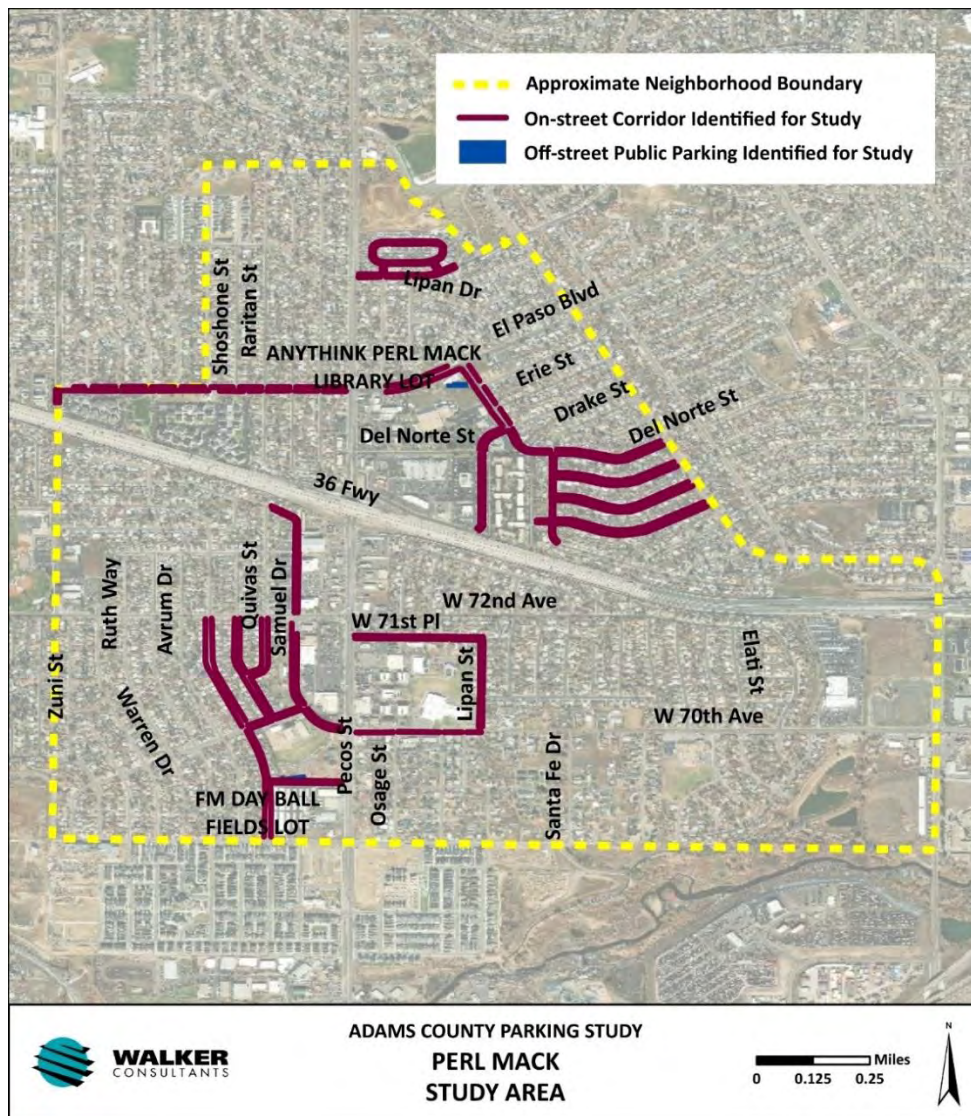 Approximate Neighborhood Boundary
On-street Corridor Identified for Study
Off-street Public Parking Identified for Study
Shoshone St
Raritan St
Lipan Dr
El Paso Blvd
ANYTHINK PERL MACK
LIBRARY LOT
Erie St
Drake St
Del Norte St
Del Norte St
36 Fwy
Ruth Way
Avrum Dr
Quivas St
Samuel Dr
W 72nd Ave
W 71st Pl
Zuni St
Warren Dr
Lipan St
Elati St
W 70th Ave
Pecos St
Osage St
Santa Fe Dr
FM DAY BALL
FIELDS LOT
WALKER
CONSULTANTS
ADAMS COUNTY PARKING STUDY
PERL MACK
STUDY AREA
Miles
0 0.125 0.25
N